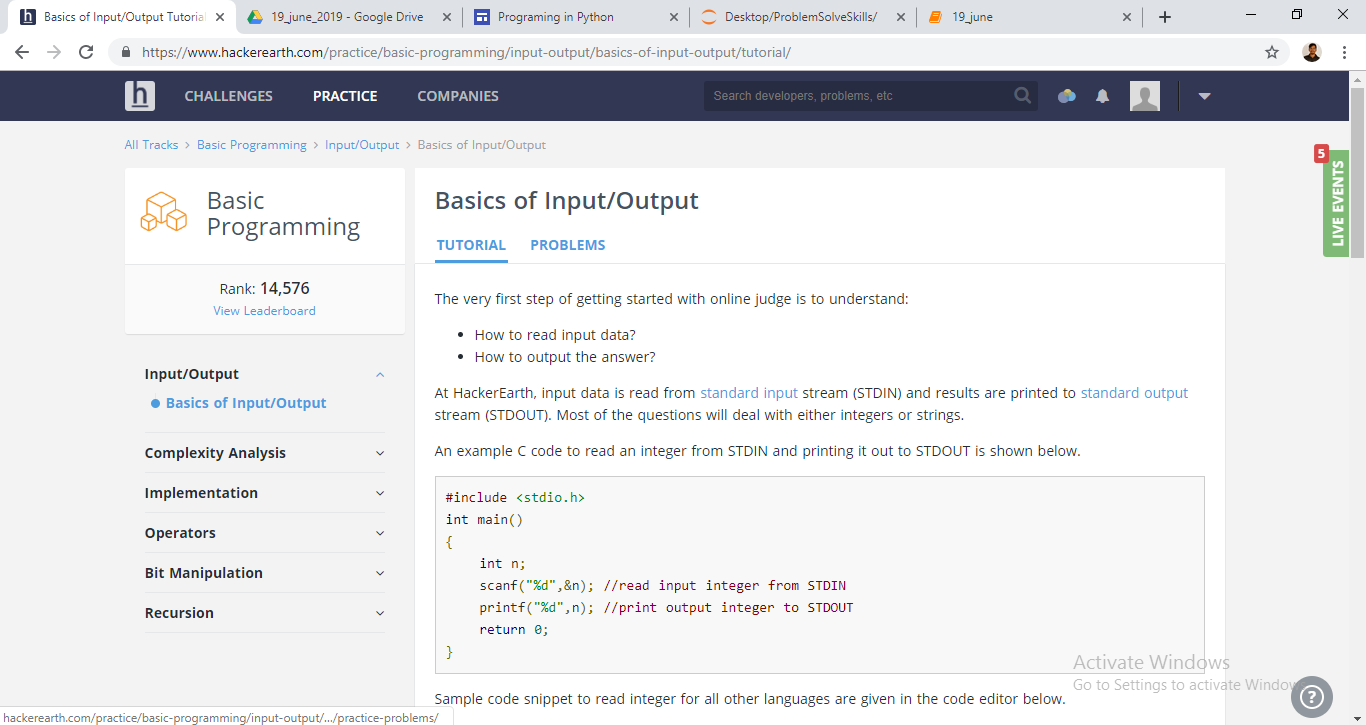 Basics of Input/Output Tutorial
19_june_2019 - Google Drive
Programing in Python
Desktop/ProblemSolveSkills/
19_june
https://www.hackerearth.com/practice/basic-programming/input-output/basics-of-input-output/tutorial/
h
CHALLENGES
PRACTICE
COMPANIES
Search developers, problems, etc
All Tracks > Basic Programming > Input/Output > Basics of Input/Output
5
LIVE EVENTS
Basic
Programming
Rank: 14,576
View Leaderboard
Input/Output
Basics of Input/Output
Complexity Analysis
Implementation
Operators
Bit Manipulation
Recursion
Basics of Input/Output
TUTORIAL
PROBLEMS
The very first step of getting started with online judge is to understand:
• How to read input data?
• How to output the answer?
At HackerEarth, input data is read from standard input stream (STDIN) and results are printed to standard output
stream (STDOUT). Most of the questions will deal with either integers or strings.
An example C code to read an integer from STDIN and printing it out to STDOUT is shown below.
#include <stdio.h>
int main()
{
int n;
scanf("%d",&n); //read input integer from STDIN
printf("%d",n); //print output integer to STDOUT
return 0;
}
Sample code snippet to read integer for all other languages are given in the code editor below.
Activate Windows
Go to Settings to activate Window
?
hackerearth.com/practice/basic-programming/input-output/.../practice-problems/